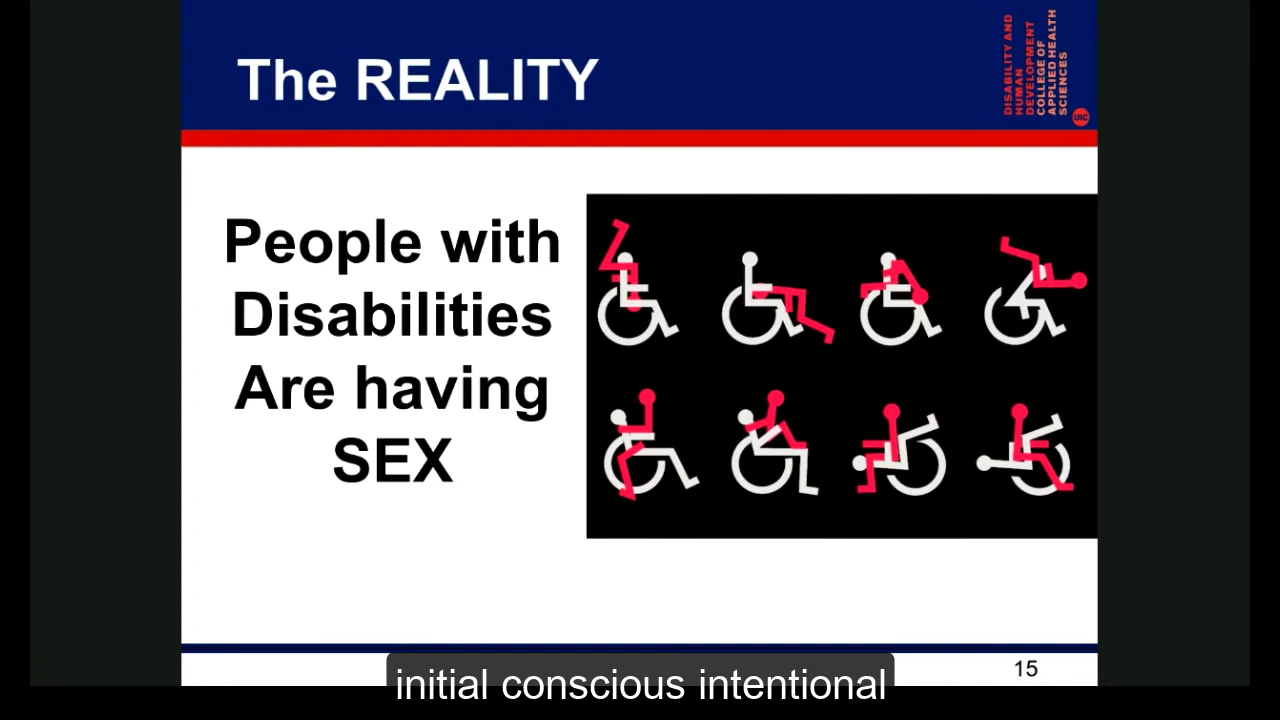 The REALITY
DISABILITY AND
HUMAN
DEVELOPMENT
COLLEGE OF
APPLIED HEALTH
SCIENCES
UIC
People with
Disabilities
Are having
SEX
15
initial conscious intentional